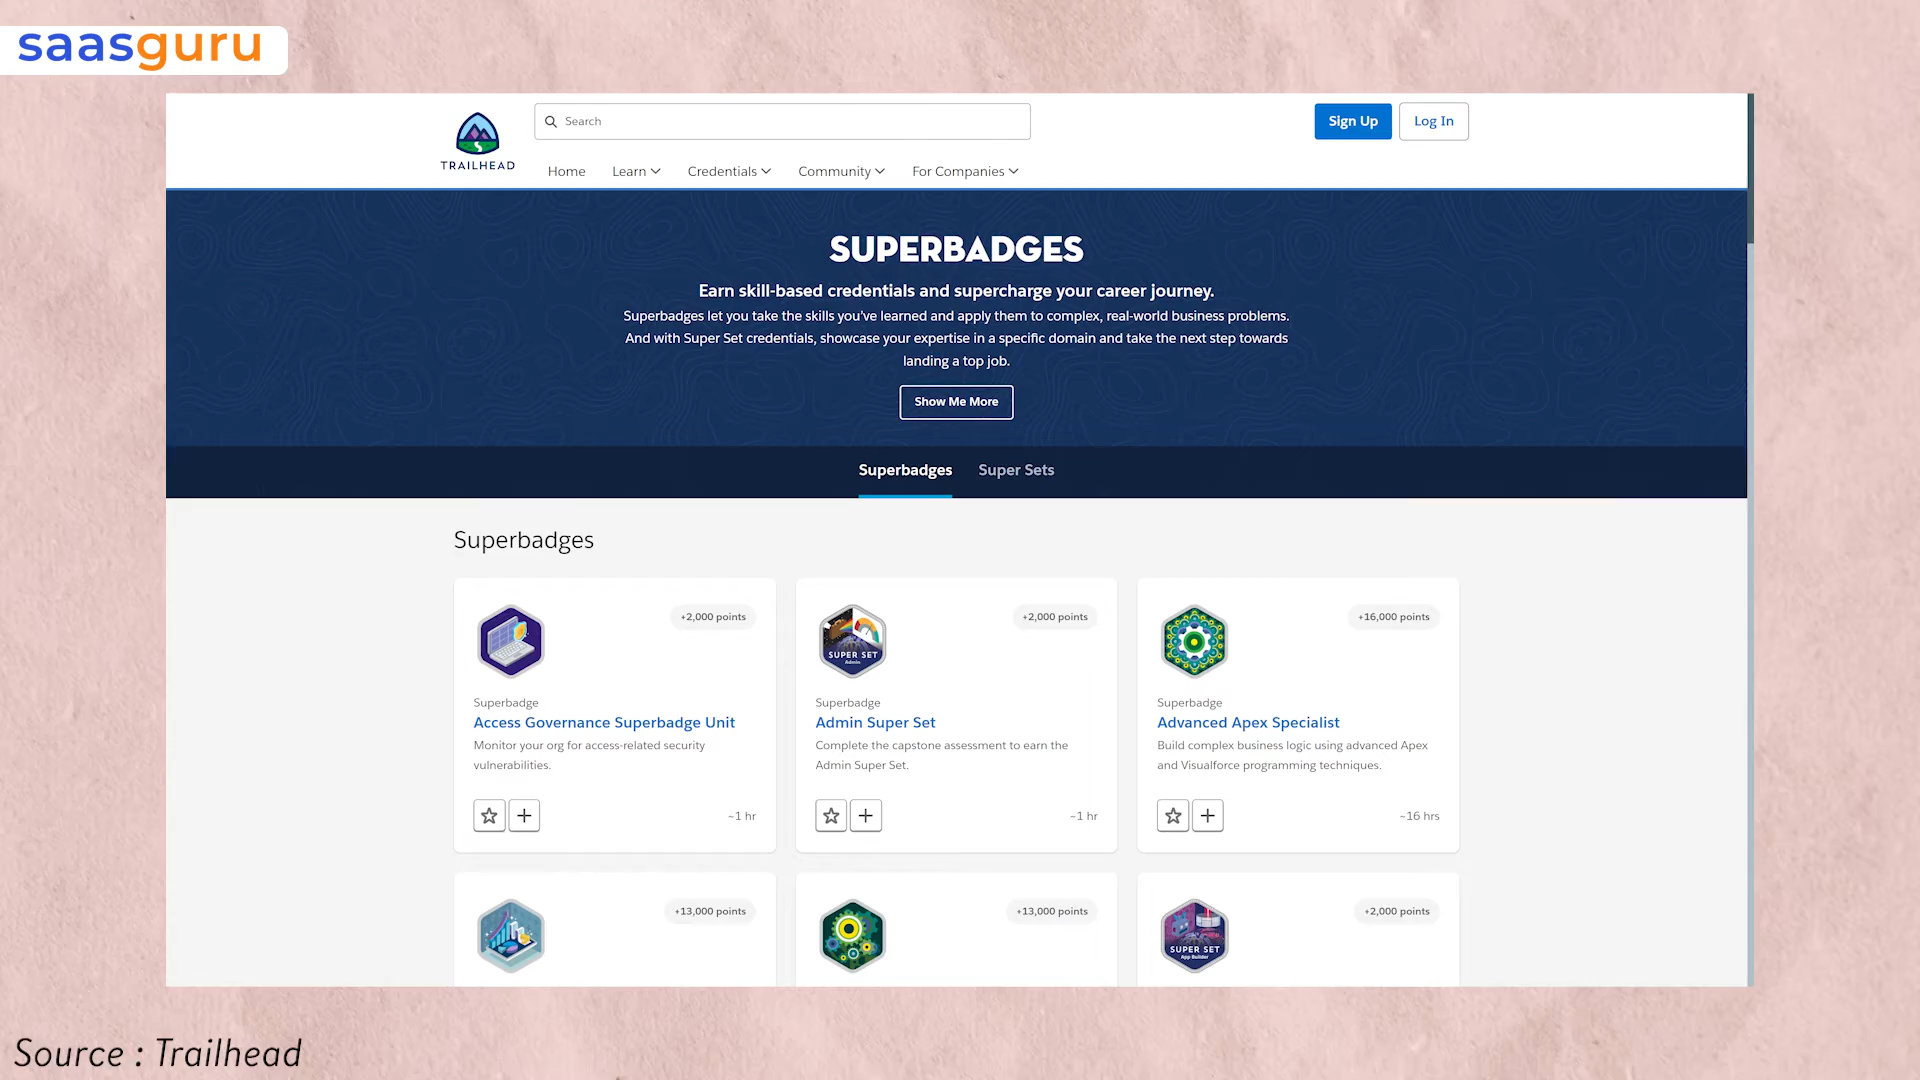 saasguru
TRAILHEAD
Search
Sign Up
Log In
Home
Learn
Credentials
Community
For Companies
SUPERBADGES
Earn skill-based credentials and supercharge your career journey.
Superbadges let you take the skills you've learned and apply them to complex, real-world business problems.
And with Super Set credentials, showcase your expertise in a specific domain and take the next step towards
landing a top job.
Show Me More
Superbadges
Super Sets
Superbadges
+2,000 points
Superbadge
Access Governance Superbadge Unit
Monitor your org for access-related security
vulnerabilities.
~1 hr
+2,000 points
SUPER SET
Admin
Superbadge
Admin Super Set
Complete the capstone assessment to earn the
Admin Super Set.
~1 hr
+16,000 points
Superbadge
Advanced Apex Specialist
Build complex business logic using advanced Apex
and Visualforce programming techniques.
~16 hrs
+13,000 points
+13,000 points
+2,000 points
SUPER SET
App Builder
Source : Trailhead